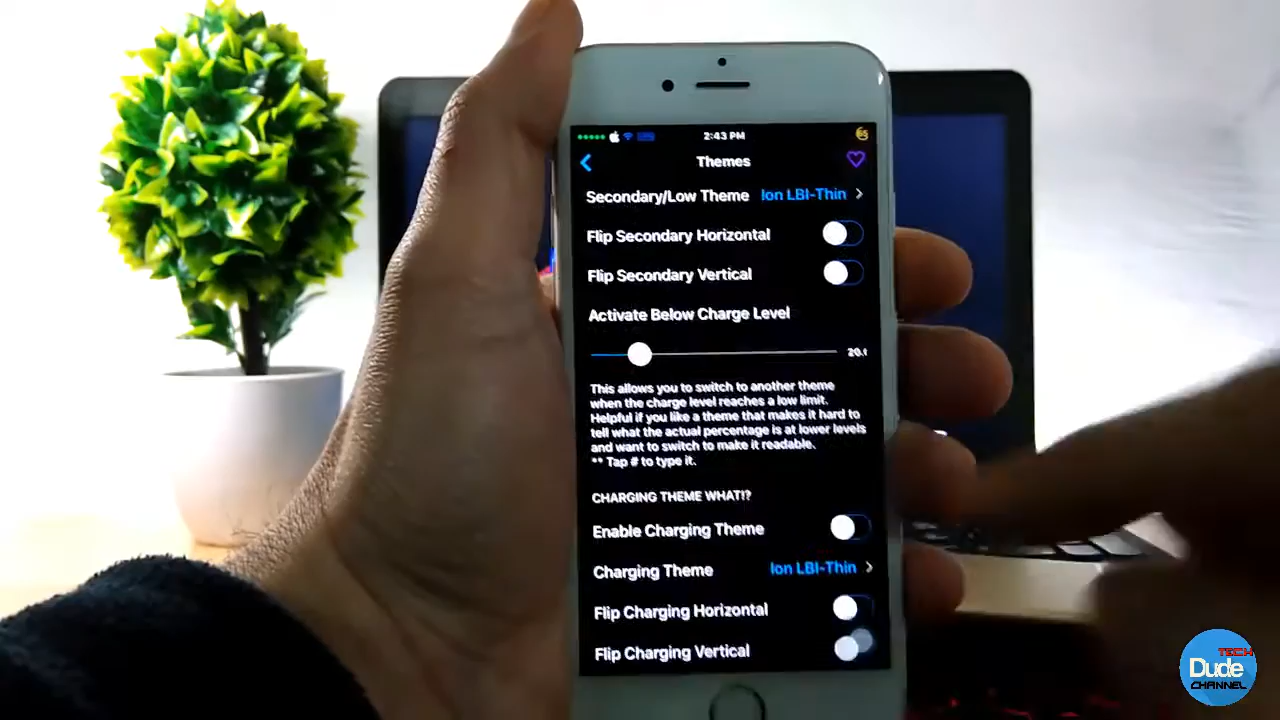 2:43 PM
65
Themes
Secondary/Low Theme Ion LBI-Thin
Flip Secondary Horizontal
Flip Secondary Vertical
Activate Below Charge Level
20.
This allows you to switch to another theme
when the charge level reaches a low limit.
Helpful if you like a theme that makes it hard to
tell what the actual percentage is at lower levels
and want to switch to make it readable.
** Tap # to type it.
CHARGING THEME WHAT!?
Enable Charging Theme
Charging Theme Ion LBI-Thin
Flip Charging Horizontal
Flip Charging Vertical
TECH
Dude
CHANNEL